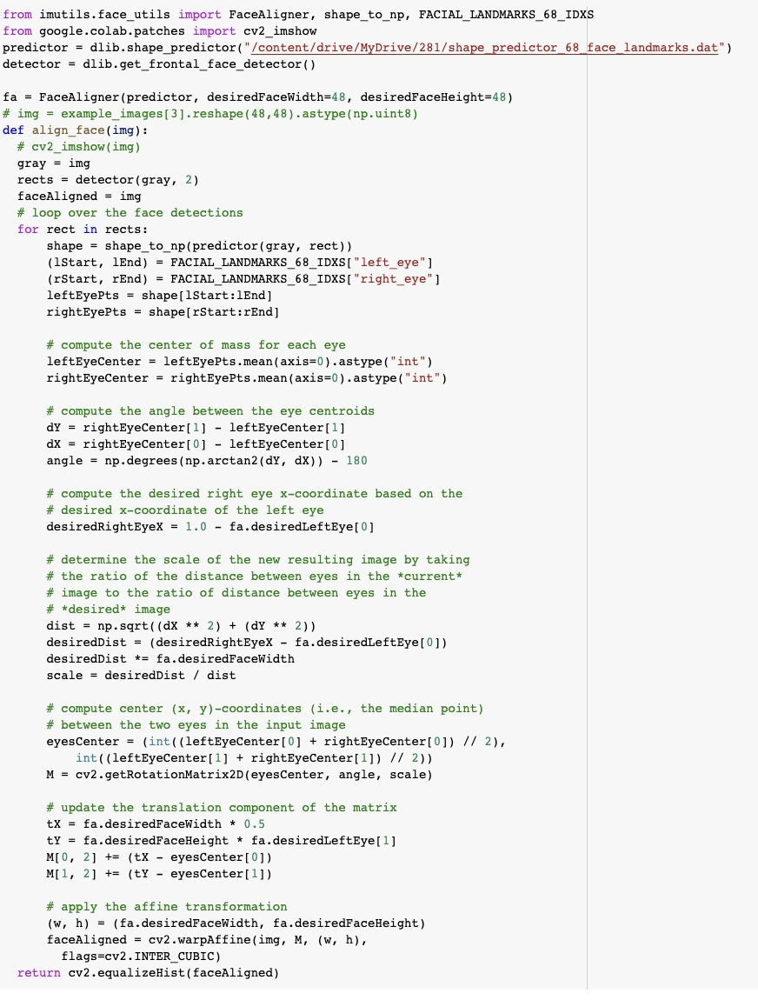 from imutils.face_utils import FaceAligner, shape_to_np, FACIAL_LANDMARKS_68_IDXS
from google.colab.patches import cv2_imshow
predictor = dlib.shape_predictor("/content/drive/MyDrive/281/shape_predictor_68_face_landmarks.dat")
detector = dlib.get_frontal_face_detector()

fa = FaceAligner(predictor, desiredFaceWidth=48, desiredFaceHeight=48)
# img = example_images[3].reshape(48,48).astype(np.uint8)
def align_face(img):
  # cv2_imshow(img)
  gray = img
  rects = detector(gray, 2)
  faceAligned = img
  # loop over the face detections
  for rect in rects:
      shape = shape_to_np(predictor(gray, rect))
      (lStart, lEnd) = FACIAL_LANDMARKS_68_IDXS["left_eye"]
      (rStart, rEnd) = FACIAL_LANDMARKS_68_IDXS["right_eye"]
      leftEyePts = shape[lStart:lEnd]
      rightEyePts = shape[rStart:rEnd]

      # compute the center of mass for each eye
      leftEyeCenter = leftEyePts.mean(axis=0).astype("int")
      rightEyeCenter = rightEyePts.mean(axis=0).astype("int")

      # compute the angle between the eye centroids
      dY = rightEyeCenter[1] - leftEyeCenter[1]
      dX = rightEyeCenter[0] - leftEyeCenter[0]
      angle = np.degrees(np.arctan2(dY, dX)) - 180

      # compute the desired right eye x-coordinate based on the
      # desired x-coordinate of the left eye
      desiredRightEyeX = 1.0 - fa.desiredLeftEye[0]

      # determine the scale of the new resulting image by taking
      # the ratio of the distance between eyes in the *current*
      # image to the ratio of distance between eyes in the
      # *desired* image
      dist = np.sqrt((dX ** 2) + (dY ** 2))
      desiredDist = (desiredRightEyeX - fa.desiredLeftEye[0])
      desiredDist *= fa.desiredFaceWidth
      scale = desiredDist / dist

      # compute center (x, y)-coordinates (i.e., the median point)
      # between the two eyes in the input image
      eyesCenter = (int((leftEyeCenter[0] + rightEyeCenter[0]) // 2),
          int((leftEyeCenter[1] + rightEyeCenter[1]) // 2))
      M = cv2.getRotationMatrix2D(eyesCenter, angle, scale)

      # update the translation component of the matrix
      tX = fa.desiredFaceWidth * 0.5
      tY = fa.desiredFaceHeight * fa.desiredLeftEye[1]
      M[0, 2] += (tX - eyesCenter[0])
      M[1, 2] += (tY - eyesCenter[1])

      # apply the affine transformation
      (w, h) = (fa.desiredFaceWidth, fa.desiredFaceHeight)
      faceAligned = cv2.warpAffine(img, M, (w, h),
        flags=cv2.INTER_CUBIC)
  return cv2.equalizeHist(faceAligned)